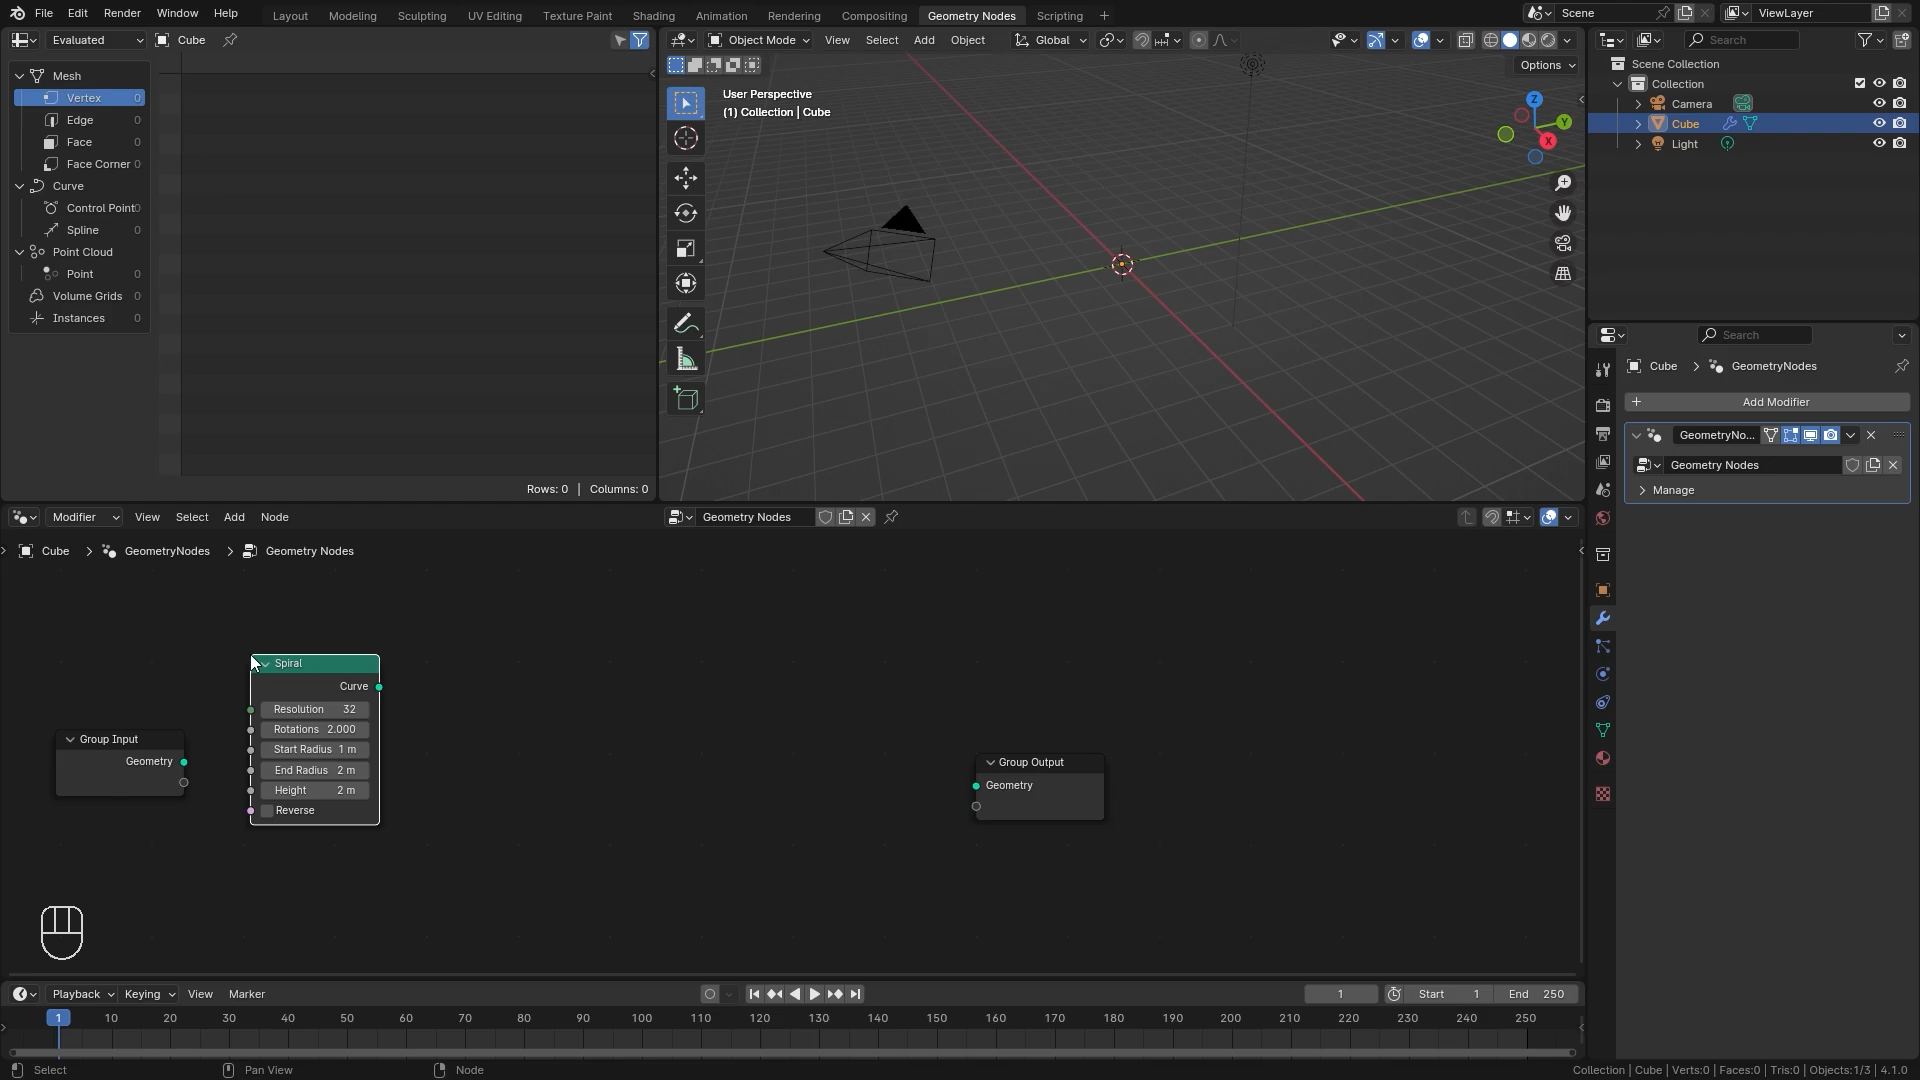 File Edit Render Window Help Layout Modeling Sculpting UV Editing Texture Paint Shading Animation Rendering Compositing Geometry Nodes Scripting + Scene ViewLayer
Evaluated Cube
Mesh
Vertex 0
Edge 0
Face 0
Face Corner 0
Curve
Control Point 0
Spline 0
Point Cloud
Point 0
Volume Grids 0
Instances 0
Rows: 0 | Columns: 0
Object Mode View Select Add Object Global
Options
User Perspective
(1) Collection | Cube
Z
Y
X
Search
Scene Collection
Collection
Camera
Cube
Light
Search
Cube > GeometryNodes
+ Add Modifier
GeometryNo...
Geometry Nodes
Manage
Modifier View Select Add Node Geometry Nodes
Cube > GeometryNodes > Geometry Nodes
Group Input
Geometry
Spiral
Curve
Resolution 32
Rotations 2.000
Start Radius 1 m
End Radius 2 m
Height 2 m
Reverse
Group Output
Geometry
Playback Keying View Marker 1 Start 1 End 250
1 10 20 30 40 50 60 70 80 90 100 110 120 130 140 150 160 170 180 190 200 210 220 230 240 250
Select Pan View Node Collection | Cube | Verts:0 | Faces:0 | Tris:0 | Objects:1/3 | 4.1.0